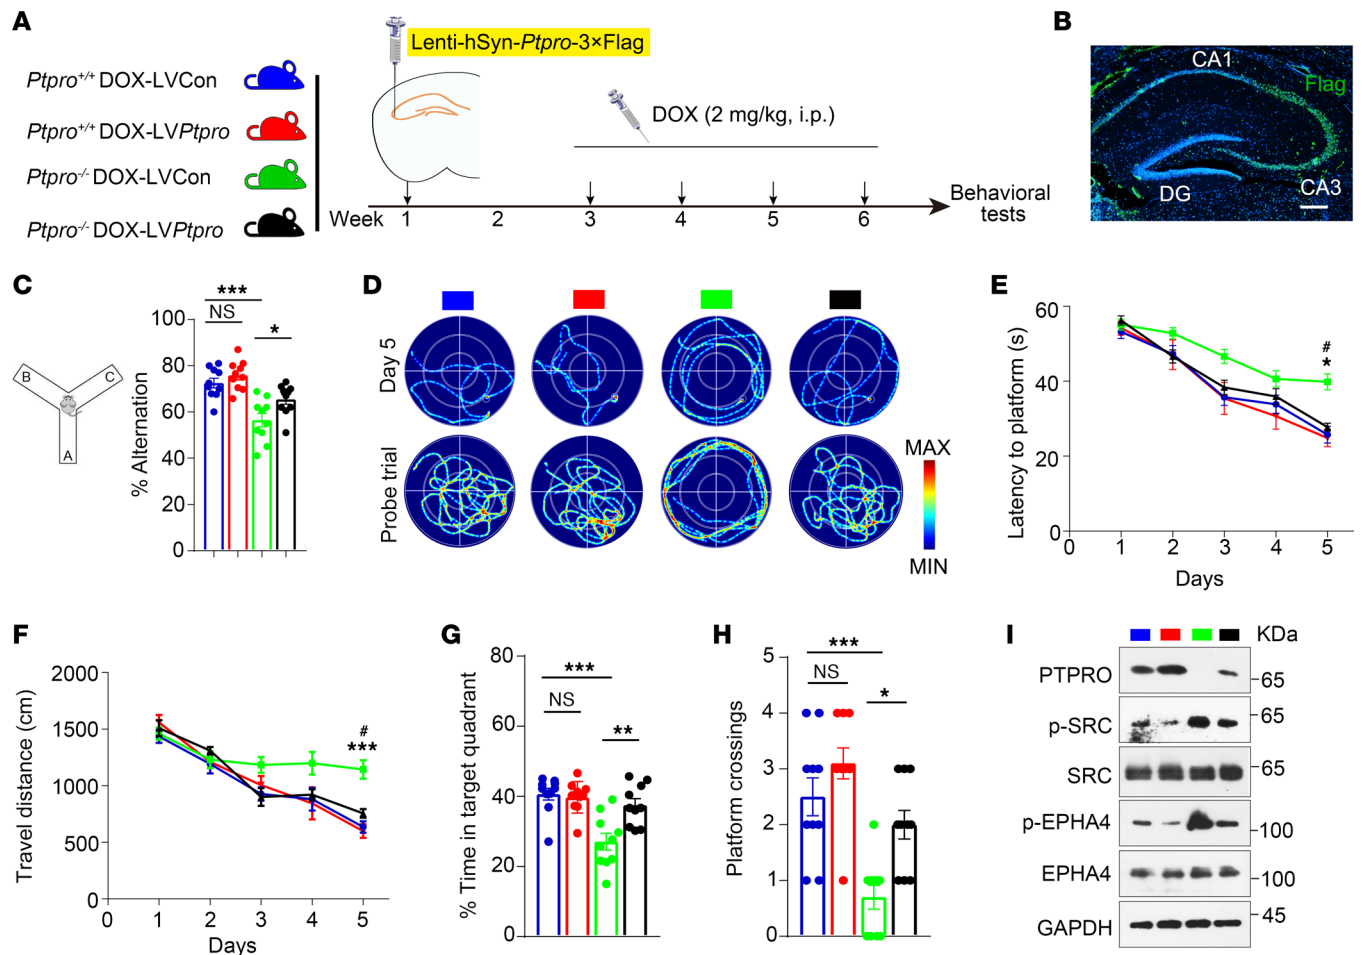 A
Lenti-hSyn-Ptpro-3×Flag
Ptpro+/+ DOX-LVCon
Ptpro+/+ DOX-LVPtpro
Ptpro-/- DOX-LVCon
Ptpro-/- DOX-LVPtpro
DOX (2 mg/kg, i.p.)
Week
1
2
3
4
5
6
Behavioral
tests
B
CA1
Flag
CA3
DG
C
B
C
A
***
NS
*
100
80
60
40
20
0
% Alternation
D
Day 5
Probe trial
MAX
MIN
E
60
40
20
0
Latency to platform (s)
#
*
0
1
2
3
4
5
Days
F
2000
1500
1000
500
0
Travel distance (cm)
#
***
0
1
2
3
4
5
Days
G
80
60
40
20
0
% Time in target quadrant
***
NS
**
H
5
4
3
2
1
0
Platform crossings
***
NS
*
I
KDa
PTPRO
65
p-SRC
65
SRC
65
p-EPHA4
100
EPHA4
100
GAPDH
45